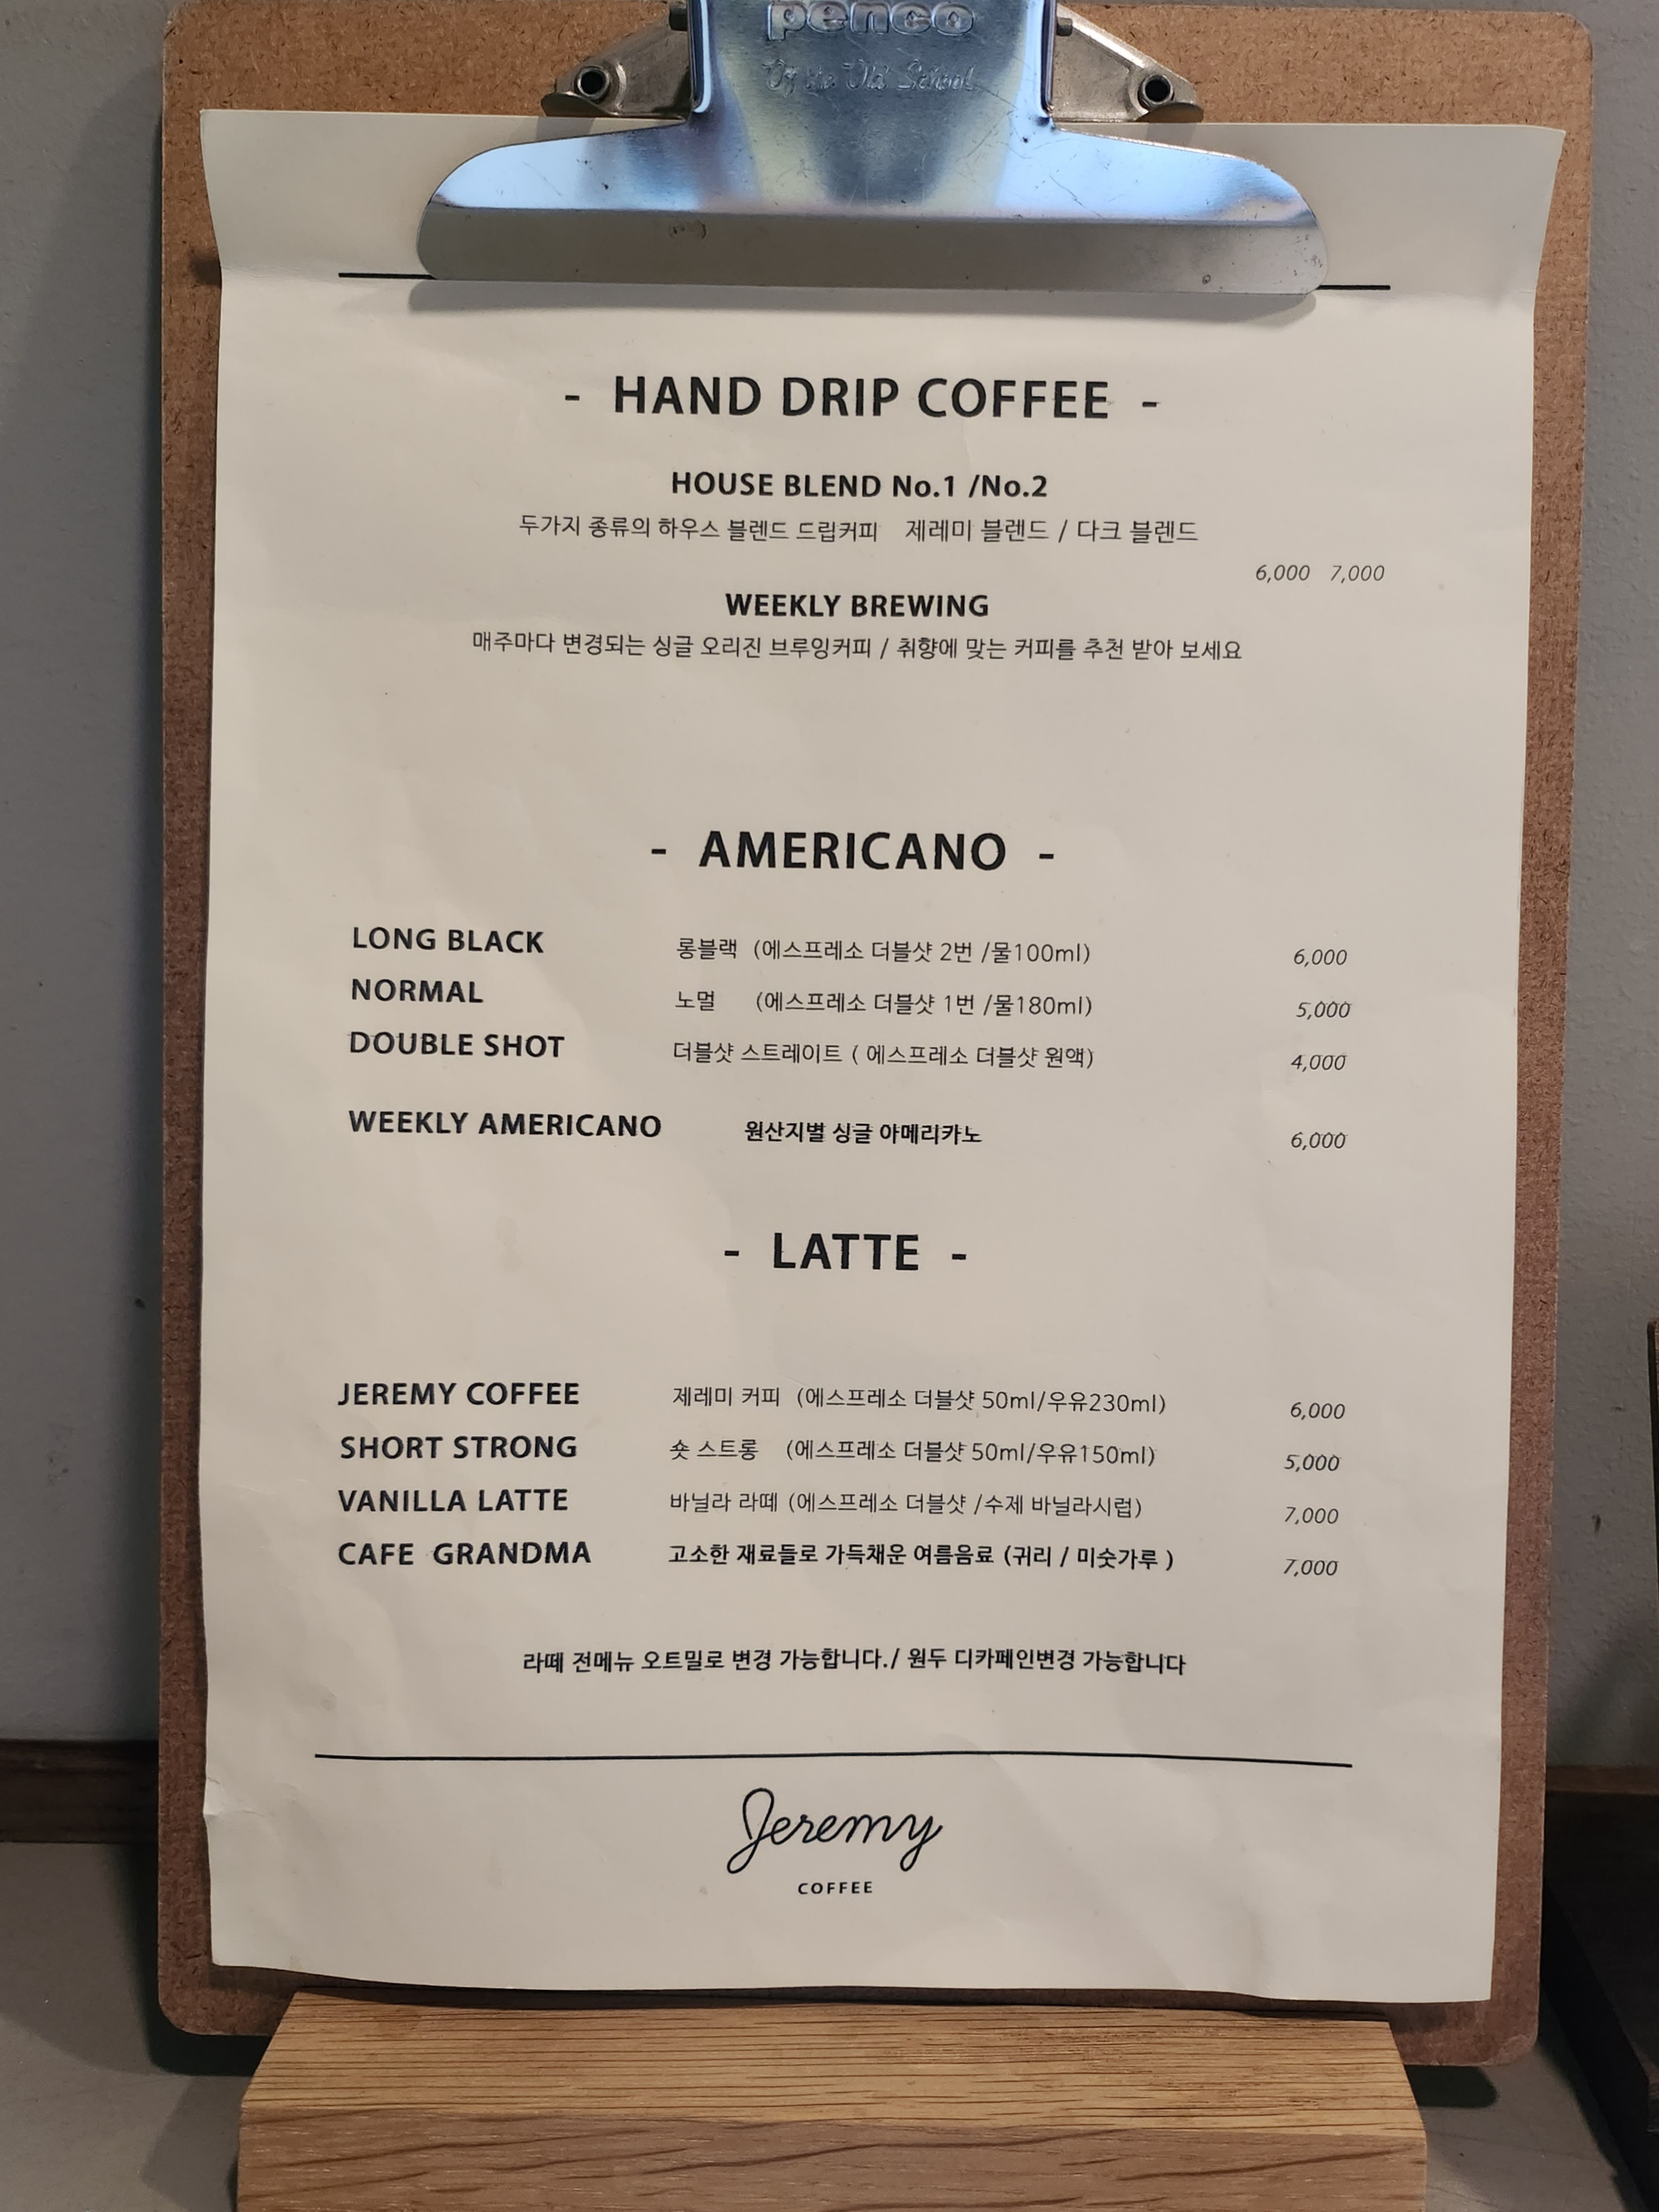 penco
Of the Old School
- HAND DRIP COFFEE -
HOUSE BLEND No.1 /No.2
두가지 종류의 하우스 블렌드 드립커피 제레미 블렌드 / 다크 블렌드
6,000 7,000
WEEKLY BREWING
매주마다 변경되는 싱글 오리진 브루잉커피 / 취향에 맞는 커피를 추천 받아 보세요
- AMERICANO -
LONG BLACK 롱블랙 (에스프레소 더블샷 2번 /물100ml) 6,000
NORMAL 노멀 (에스프레소 더블샷 1번 /물180ml) 5,000
DOUBLE SHOT 더블샷 스트레이트 ( 에스프레소 더블샷 원액) 4,000
WEEKLY AMERICANO 원산지별 싱글 아메리카노 6,000
- LATTE -
JEREMY COFFEE 제레미 커피 (에스프레소 더블샷 50ml/우유230ml) 6,000
SHORT STRONG 숏 스트롱 (에스프레소 더블샷 50ml/우유150ml) 5,000
VANILLA LATTE 바닐라 라떼 (에스프레소 더블샷 /수제 바닐라시럽) 7,000
CAFE GRANDMA 고소한 재료들로 가득채운 여름음료 (귀리 / 미숫가루 ) 7,000
라떼 전메뉴 오트밀로 변경 가능합니다./ 원두 디카페인변경 가능합니다
Jeremy
COFFEE